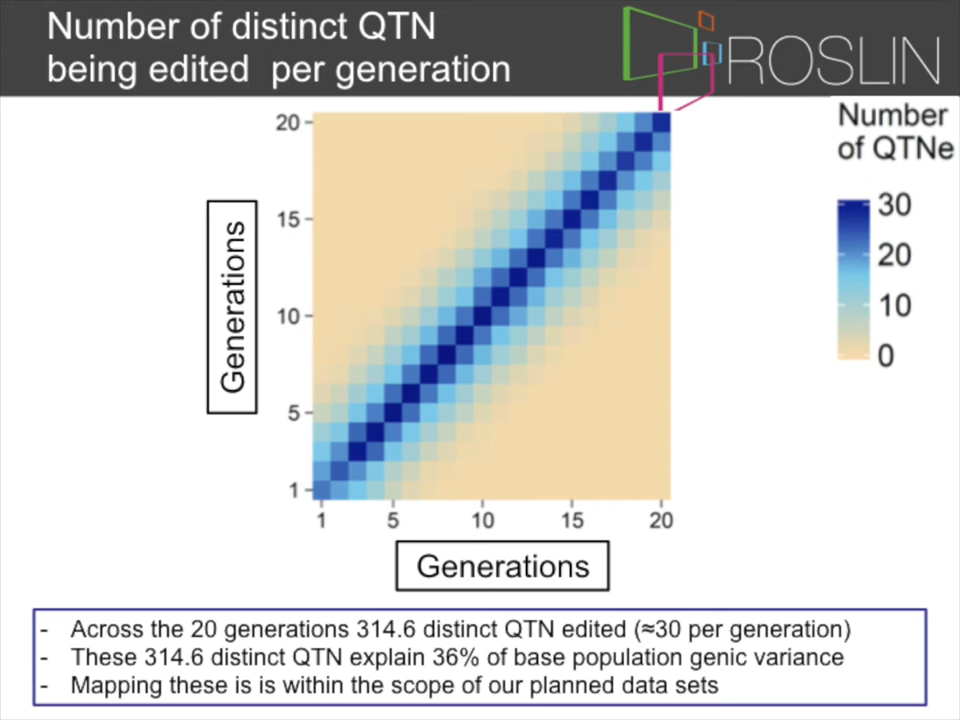 Number of distinct QTN
being edited per generation
ROSLIN
Number
of QTNe
30
20
10
0
Generations
20
15
10
5
1
1 5 10 15 20
Generations
- Across the 20 generations 314.6 distinct QTN edited (≈30 per generation)
- These 314.6 distinct QTN explain 36% of base population genic variance
- Mapping these is is within the scope of our planned data sets